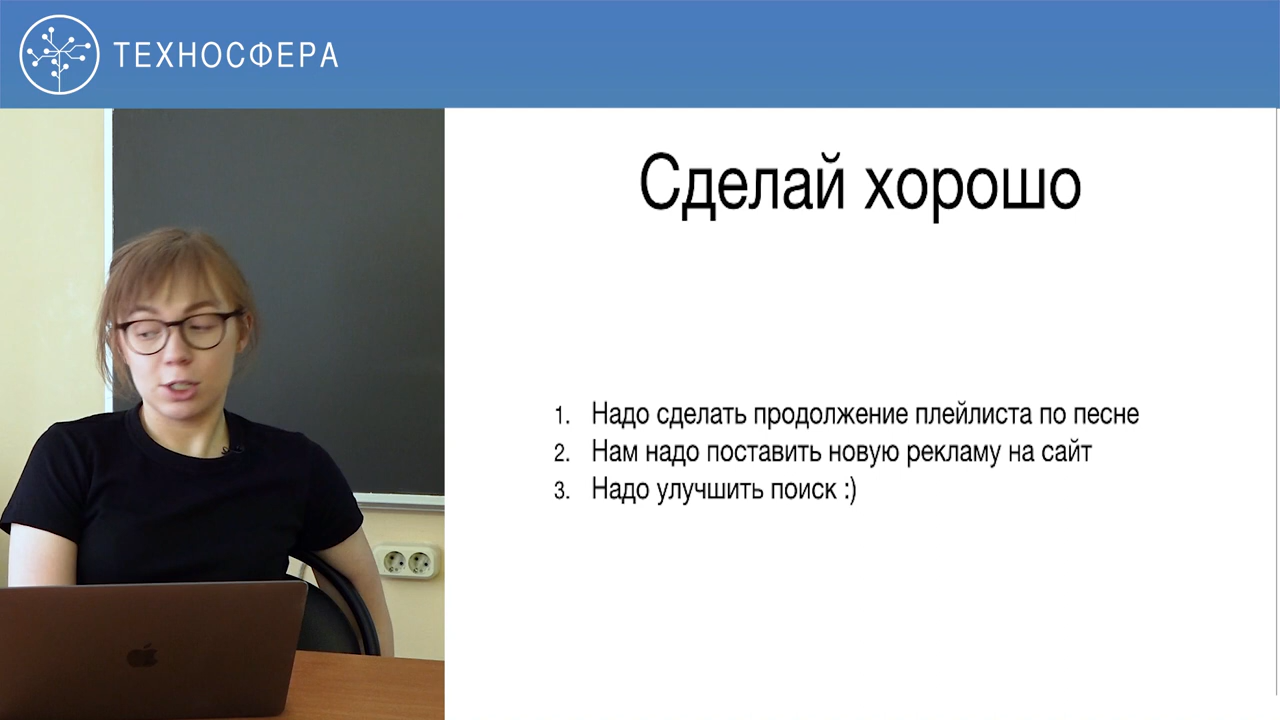 ТЕХНОСФЕРА
Сделай хорошо
1. Надо сделать продолжение плейлиста по песне
2. Нам надо поставить новую рекламу на сайт
3. Надо улучшить поиск :)